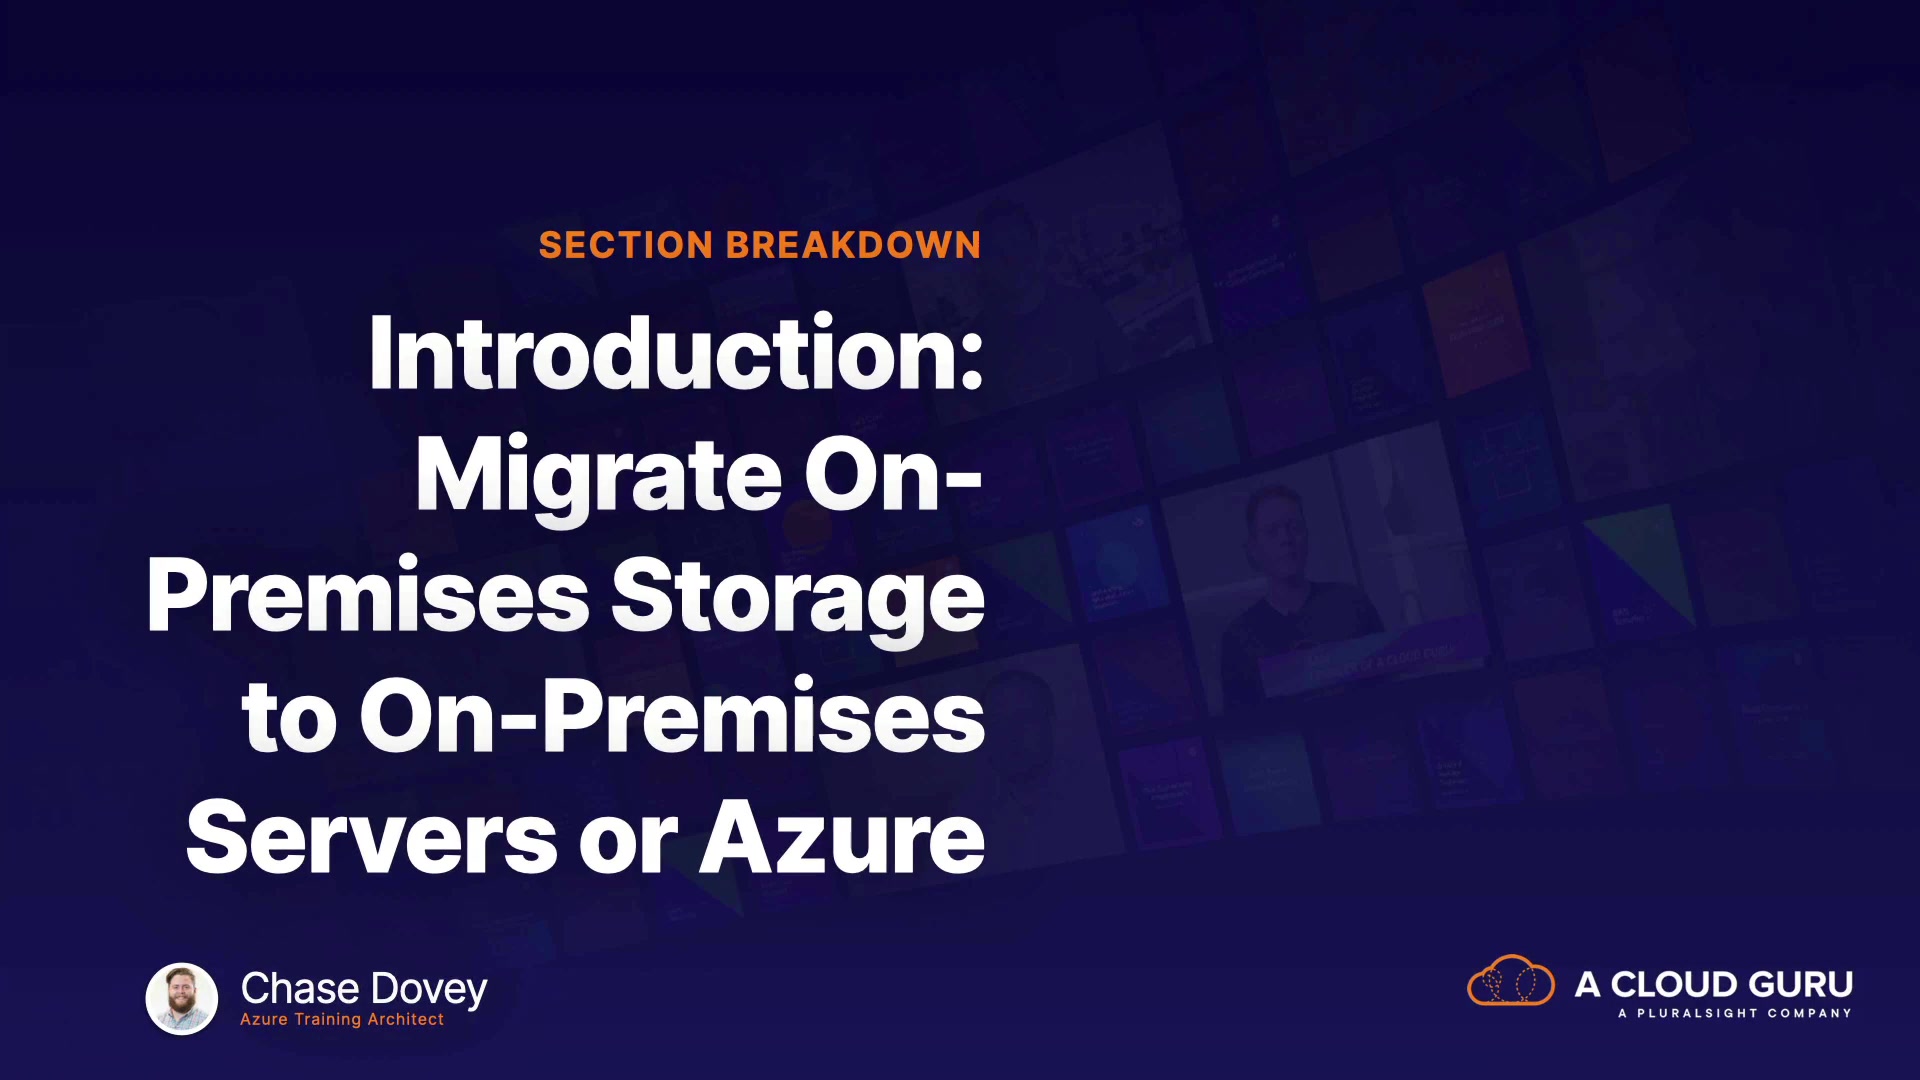 SECTION BREAKDOWN
Introduction:
Migrate On-
Premises Storage
to On-Premises
Servers or Azure
Chase Dovey
Azure Training Architect
A CLOUD GURU
A PLURALSIGHT COMPANY